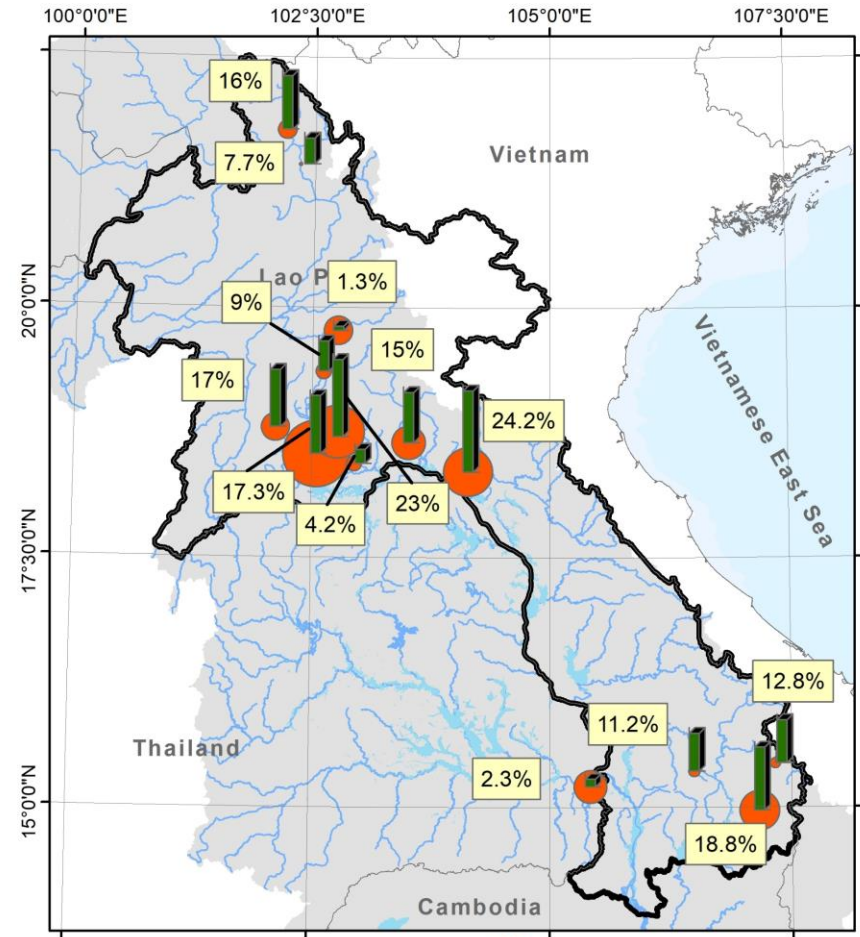 100°0'0"E
102°30'0"E
105°0'0"E
107°30'0"E
16%
7.7%
Vietnam
Lao P
1.3%
9%
20°0'0"N
15%
17%
Vietnamese East Sea
24.2%
17.3%
23%
4.2%
17°30'0"N
12.8%
11.2%
Thailand
2.3%
15°0'0"N
18.8%
Cambodia